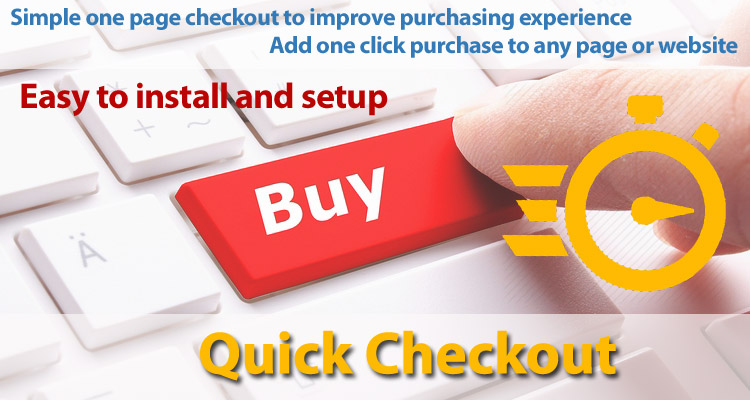 Simple one page checkout to improve purchasing experience
Add one click purchase to any page or website
Easy to install and setup
+ ~
Buy
Ä
Quick Checkout